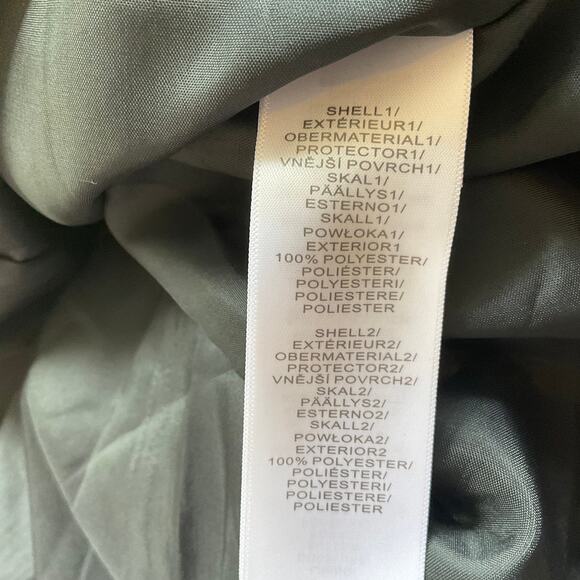 SHELL1/
EXTÉRIEUR1/
OBERMATERIAL1/
PROTECTOR1/
VNĚJŠÍ POVRCH1/
SKAL1/
PÄÄLLYS1/
ESTERNO1/
SKALL1/
POWŁOKA1/
EXTERIOR1
100% POLYESTER/
POLIÉSTER/
POLYESTERI/
POLIESTERE/
POLIESTER
SHELL2/
EXTÉRIEUR2/
OBERMATERIAL2/
PROTECTOR2/
VNĚJŠÍ POVRCH2/
SKAL2/
PÄÄLLYS2/
ESTERNO2/
SKALL2/
POWŁOKA2/
EXTERIOR2
100% POLYESTER/
POLIÉSTER/
POLYESTERI/
POLIESTERE/
POLIESTER